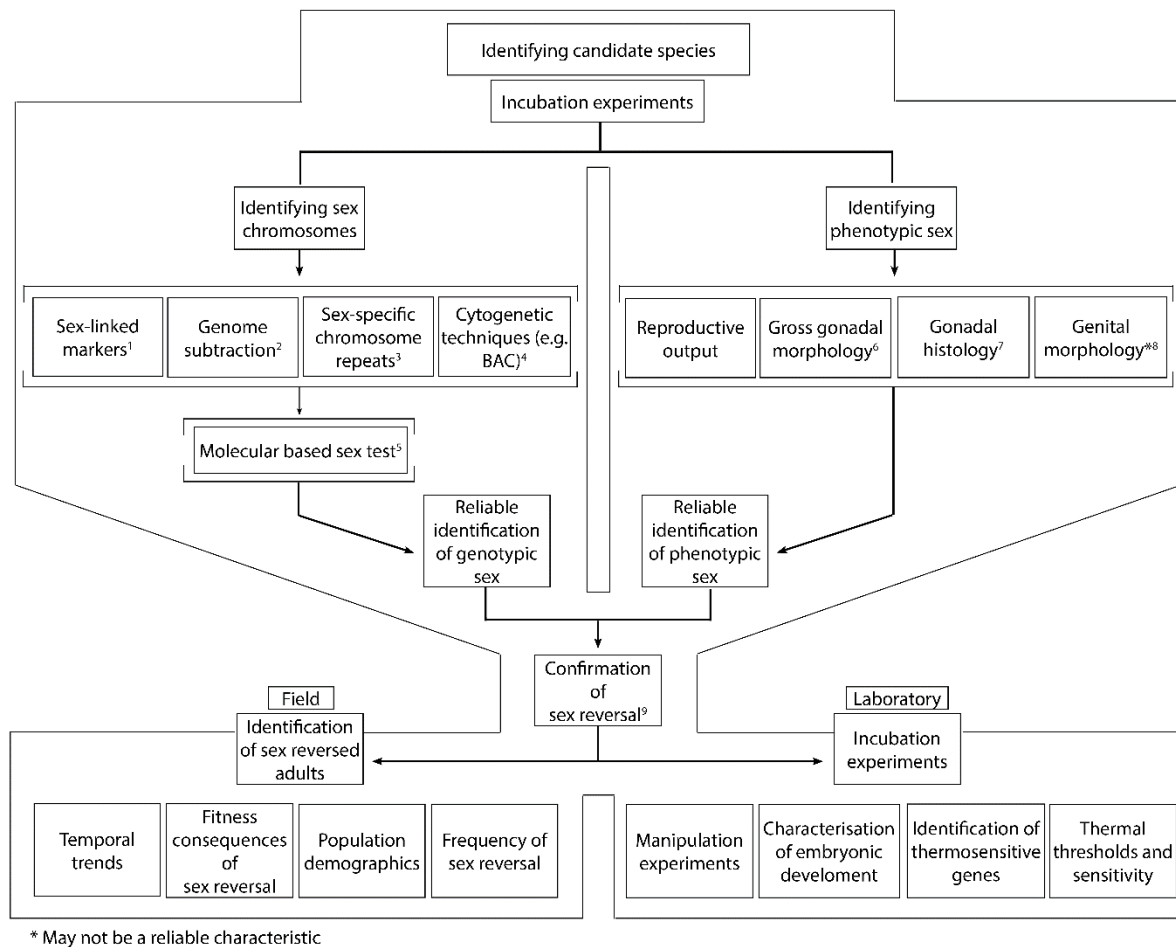 Identifying candidate species
Incubation experiments
Identifying sex
chromosomes
Identifying
phenotypic sex
Sex-linked
markers¹
Genome
subtraction²
Sex-specific
chromosome
repeats³
Cytogenetic
techniques (e.g.
BAC)⁴
Reproductive
output
Gross gonadal
morphology⁶
Gonadal
histology⁷
Genital
morphology*⁸
Molecular based sex test⁵
Reliable
identification
of genotypic
sex
Reliable
identification
of phenotypic
sex
Confirmation
of
sex reversal⁹
Field
Identification
of sex reversed
adults
Laboratory
Incubation
experiments
Temporal
trends
Fitness
consequences
of
sex reversal
Population
demographics
Frequency of
sex reversal
Manipulation
experiments
Characterisation
of embryonic
develoment
Identification of
thermosensitive
genes
Thermal
thresholds and
sensitivity
* May not be a reliable characteristic